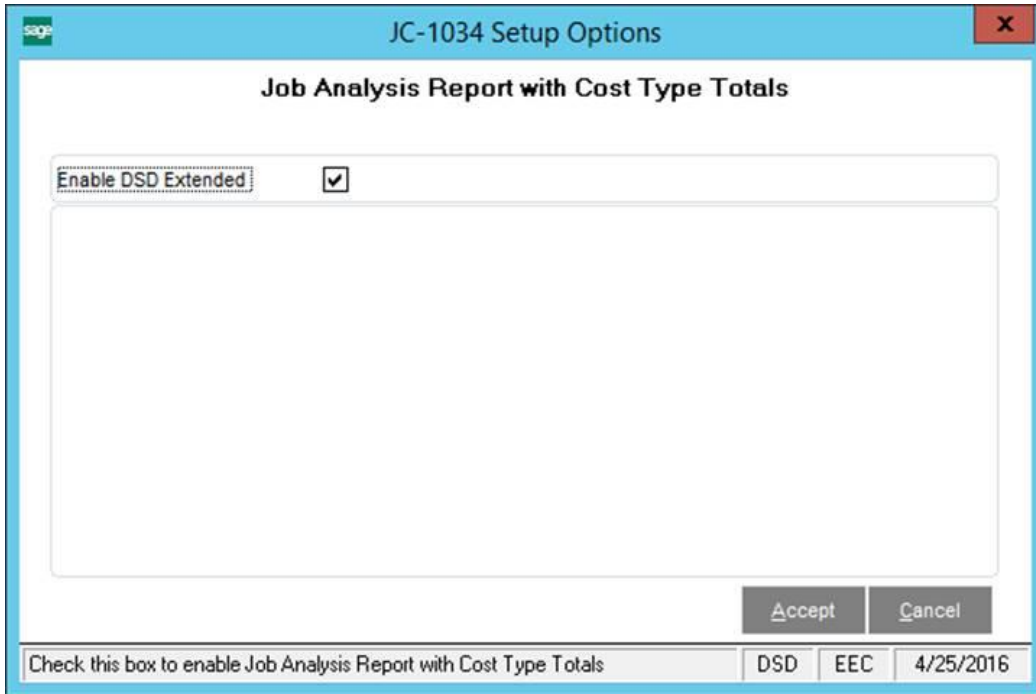 sage
JC-1034 Setup Options
x
Job Analysis Report with Cost Type Totals
Enable DSD Extended
Accept
Cancel
Check this box to enable Job Analysis Report with Cost Type Totals
DSD
EEC
4/25/2016